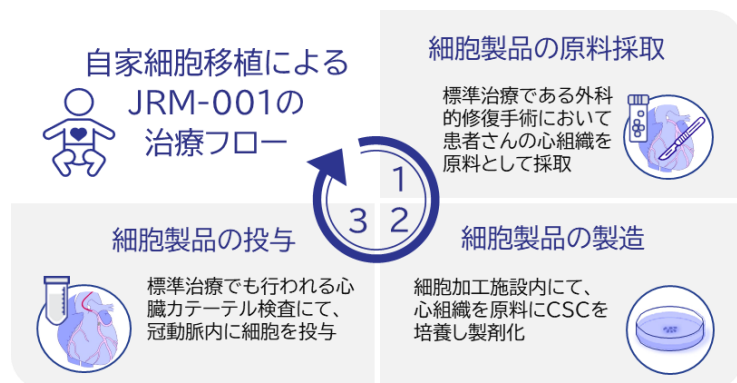 自家細胞移植による
JRM-001の
治療フロー
細胞製品の原料採取
標準治療である外科
的修復手術において
患者さんの心組織を
原料として採取
1
2
3
細胞製品の製造
細胞加工施設内にて、
心組織を原料にCSCを
培養し製剤化
細胞製品の投与
標準治療でも行われる心
臓カテーテル検査にて、
冠動脈内に細胞を投与